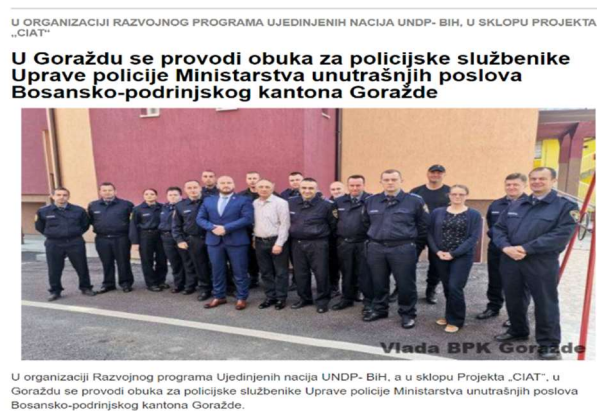 U ORGANIZACIJI RAZVOJNOG PROGRAMA UJEDINJENIH NACIJA UNDP- BIH, U SKLOPU PROJEKTA
„CIAT“
U Goraždu se provodi obuka za policijske službenike
Uprave policije Ministarstva unutrašnjih poslova
Bosansko-podrinjskog kantona Goražde
Vlada BPK Goražde
U organizaciji Razvojnog programa Ujedinjenih nacija UNDP- BiH, a u sklopu Projekta „CIAT“, u
Goraždu se provodi obuka za policijske službenike Uprave policije Ministarstva unutrašnjih poslova
Bosansko-podrinjskog kantona Goražde.